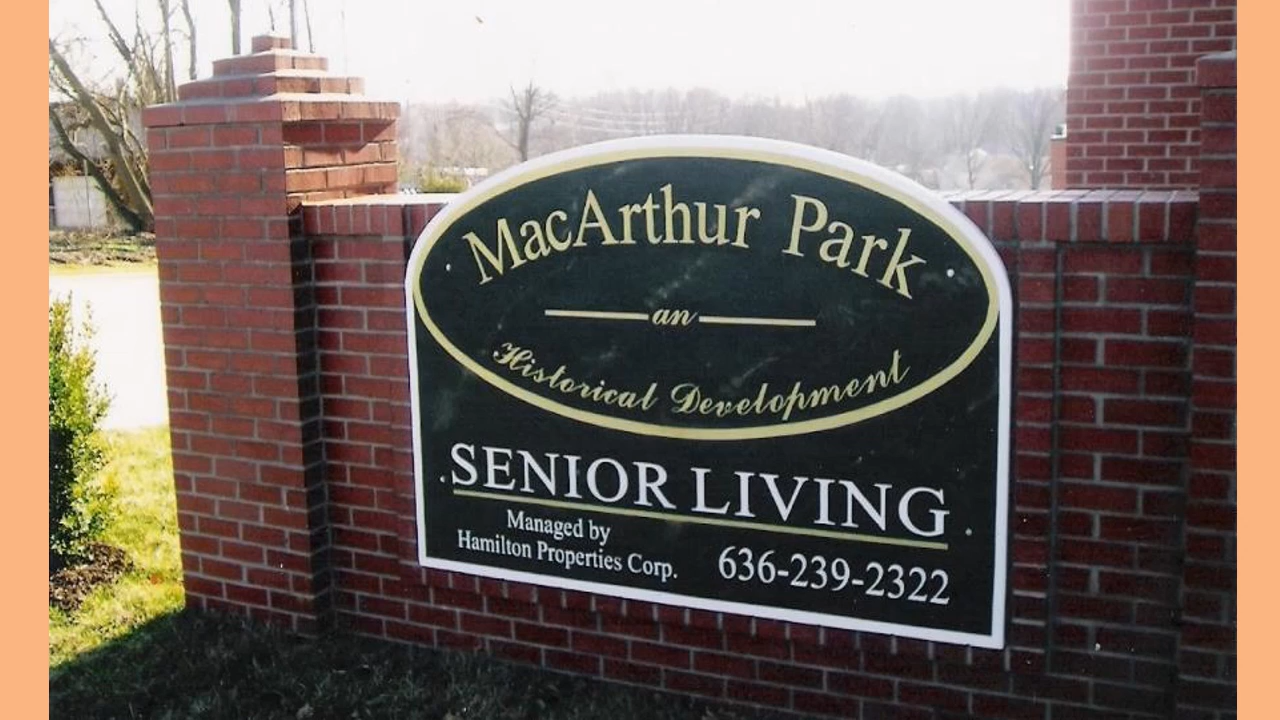 MacArthur Park
an
Historical Development
SENIOR LIVING
Managed by
Hamilton Properties Corp.
636-239-2322